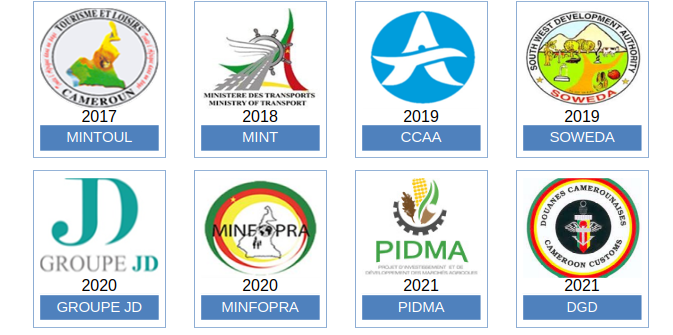 TOURISME ET LOISIRS
CAMEROUN
2017
MINTOUL
MINISTERE DES TRANSPORTS
MINISTRY OF TRANSPORT
2018
MINT
2019
CCAA
SOUTH WEST DEVELOPMENT AUTHORITY
SOWEDA
2019
SOWEDA
JD
GROUPE JD
2020
GROUPE JD
MINFOPRA
2020
MINFOPRA
PIDMA
PROJET D'INVESTISSEMENT ET DE
DÉVELOPPEMENT DES MARCHÉS AGRICOLES
2021
PIDMA
DOUANES CAMEROUNAISES
CAMEROON CUSTOMS
2021
DGD